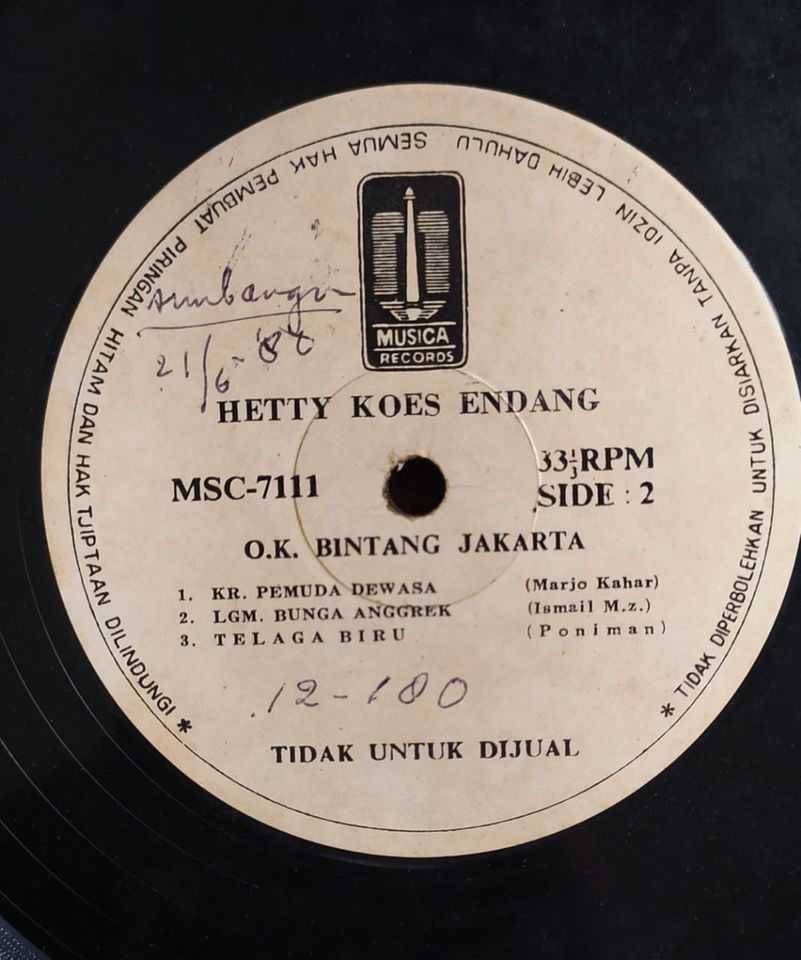 SEMUA HAK PEMBUAT PIRINGAN HITAM DAN HAK TJIPTAAN DILINDUNGI *
* TIDAK DIPERBOLEHKAN UNTUK DISIARKAN TANPA IDZIN LEBIH DAHULU
MUSICA
RECORDS
21/6-
HETTY KOES ENDANG
MSC-7111
33⅓RPM
SIDE : 2
O.K. BINTANG JAKARTA
1. KR. PEMUDA DEWASA (Marjo Kahar)
2. LGM. BUNGA ANGGREK (Ismail M.z.)
3. TELAGA BIRU (Poniman)
12-180
TIDAK UNTUK DIJUAL